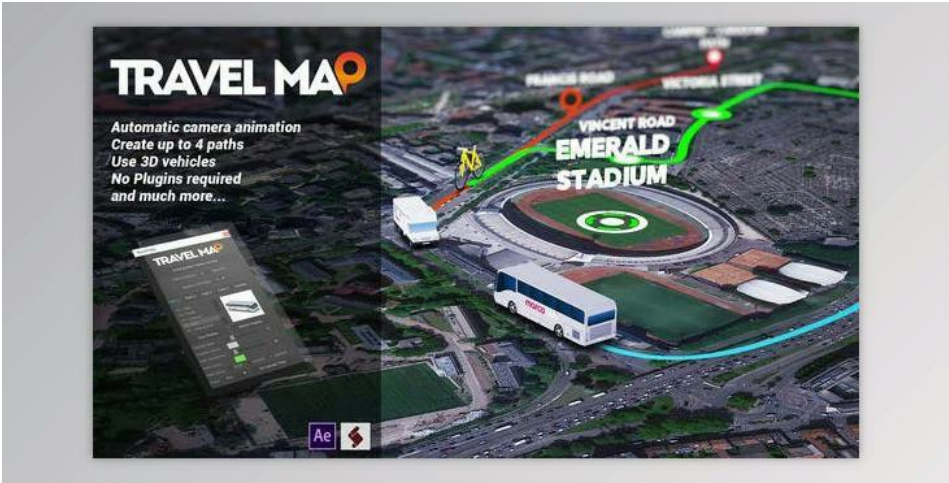 TRAVEL MAP
Automatic camera animation
Create up to 4 paths
Use 3D vehicles
No Plugins required
and much more...
TRAVEL MAP
FRANCIS ROAD
VICTORIA STREET
VINCENT ROAD
EMERALD
STADIUM
marco
Ae